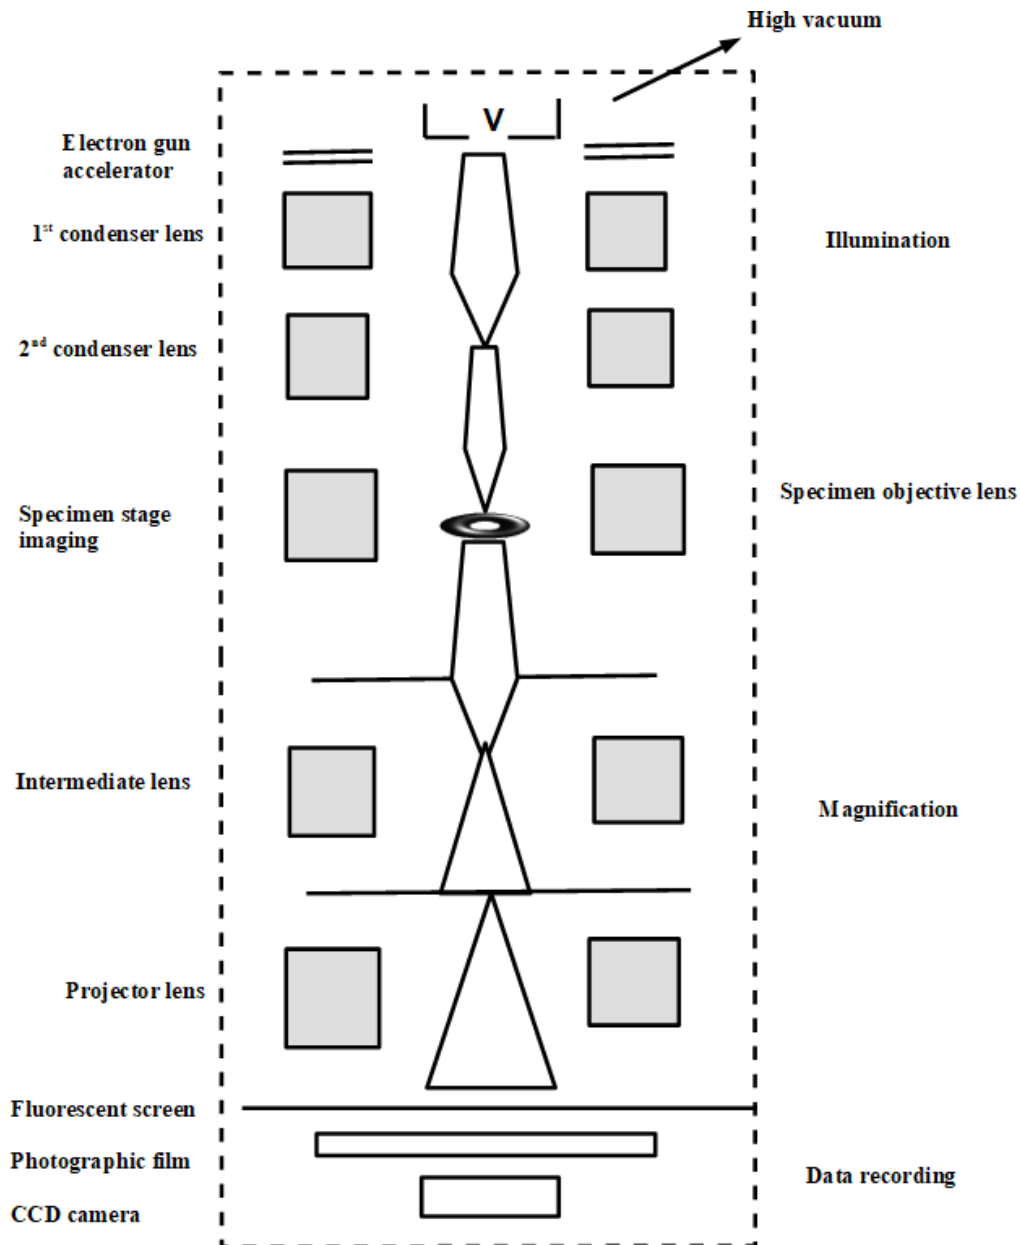 High vacuum
V
Electron gun
accelerator
1st condenser lens
Illumination
2nd condenser lens
Specimen objective lens
Specimen stage
imaging
Intermediate lens
Magnification
Projector lens
Fluorescent screen
Photographic film
Data recording
CCD camera